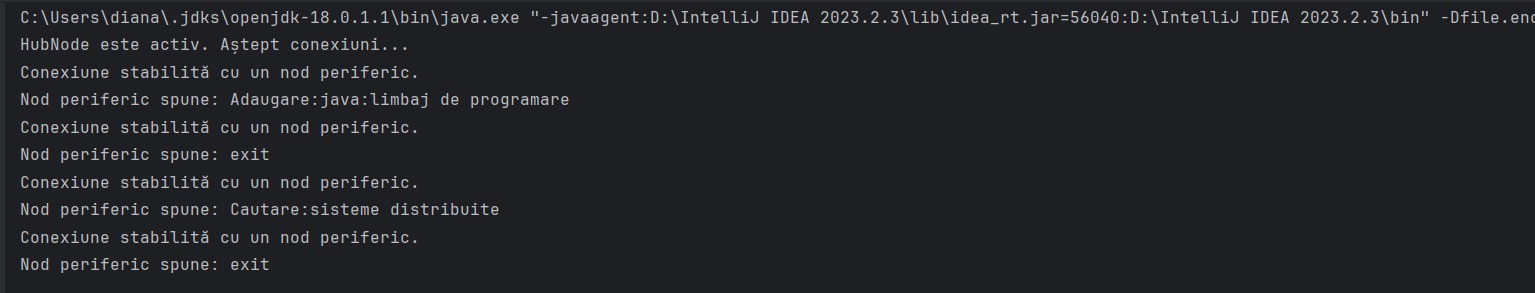 C:\Users\diana\.jdks\openjdk-18.0.1.1\bin\java.exe "-javaagent:D:\IntelliJ IDEA 2023.2.3\lib\idea_rt.jar=56040:D:\IntelliJ IDEA 2023.2.3\bin" -Dfile.enc
HubNode este activ. Aștept conexiuni...
Conexiune stabilită cu un nod periferic.
Nod periferic spune: Adaugare:java:limbaj de programare
Conexiune stabilită cu un nod periferic.
Nod periferic spune: exit
Conexiune stabilită cu un nod periferic.
Nod periferic spune: Cautare:sisteme distribuite
Conexiune stabilită cu un nod periferic.
Nod periferic spune: exit